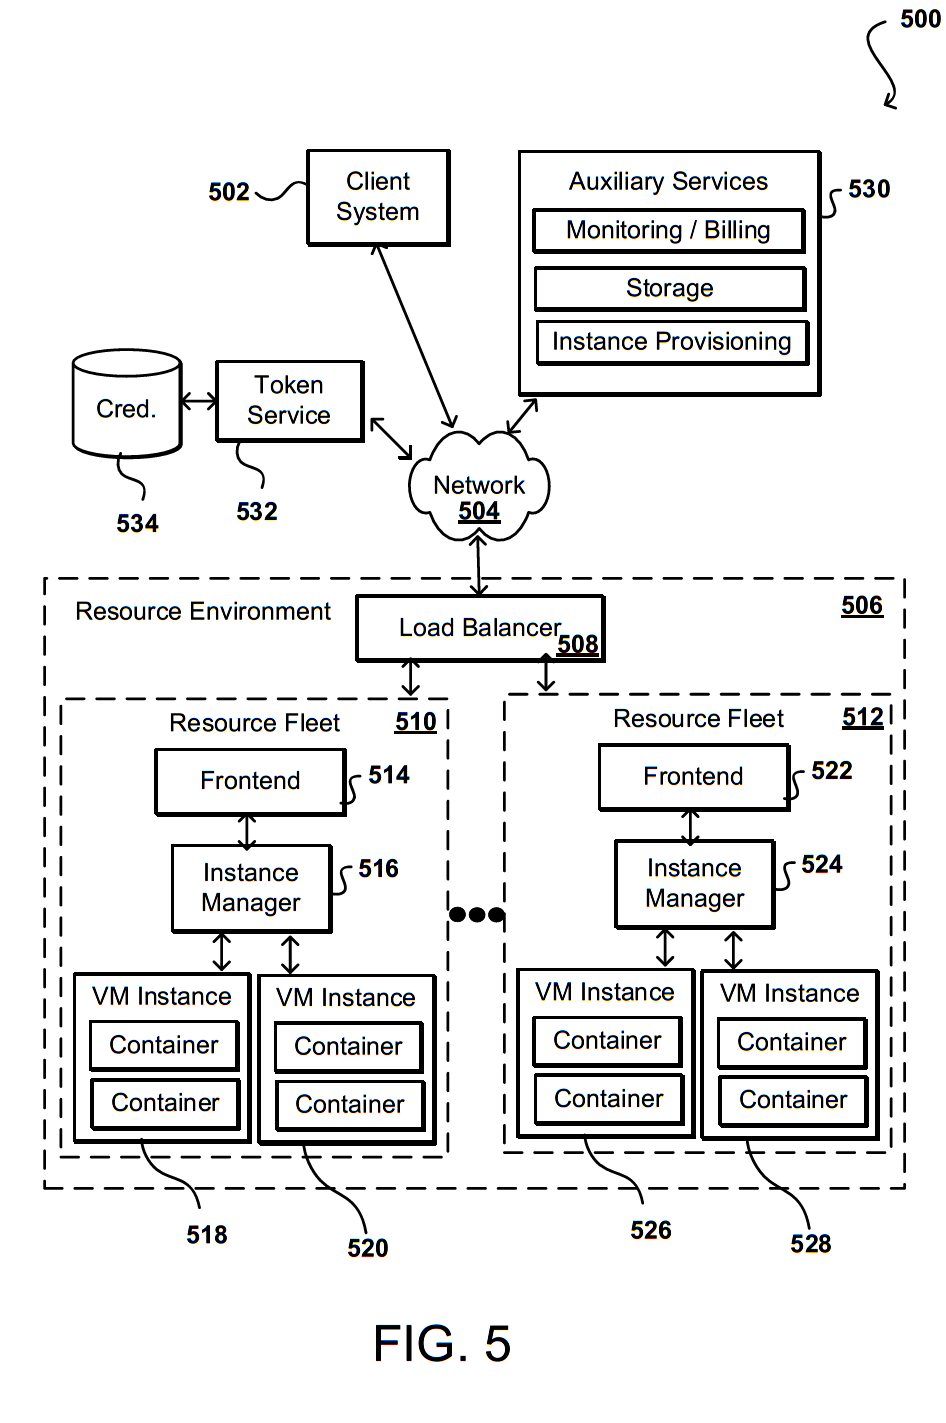 500
Client
System
502
Auxiliary Services
530
Monitoring / Billing
Storage
Instance Provisioning
Cred.
534
Token
Service
532
Network
504
Resource Environment
506
Load Balancer
508
Resource Fleet
510
Frontend
514
Instance
Manager
516
VM Instance
Container
Container
518
VM Instance
Container
Container
520
Resource Fleet
512
Frontend
522
Instance
Manager
524
VM Instance
Container
Container
526
VM Instance
Container
Container
528
FIG. 5